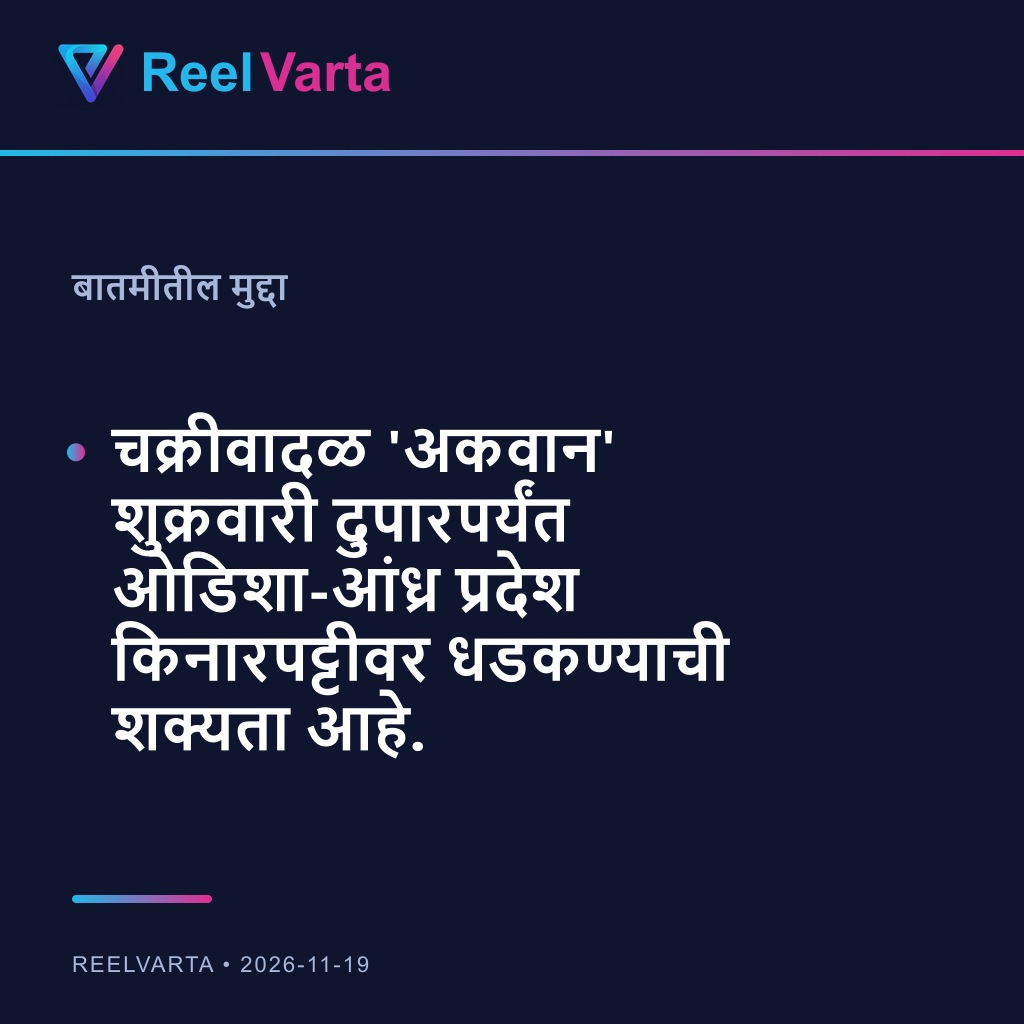 ReelVarta
बातमीतील मुद्दा
• चक्रीवादळ 'अकवान'
शुक्रवारी दुपारपर्यंत
ओडिशा-आंध्र प्रदेश
किनारपट्टीवर धडकण्याची
शक्यता आहे.
REELVARTA • 2026-11-19